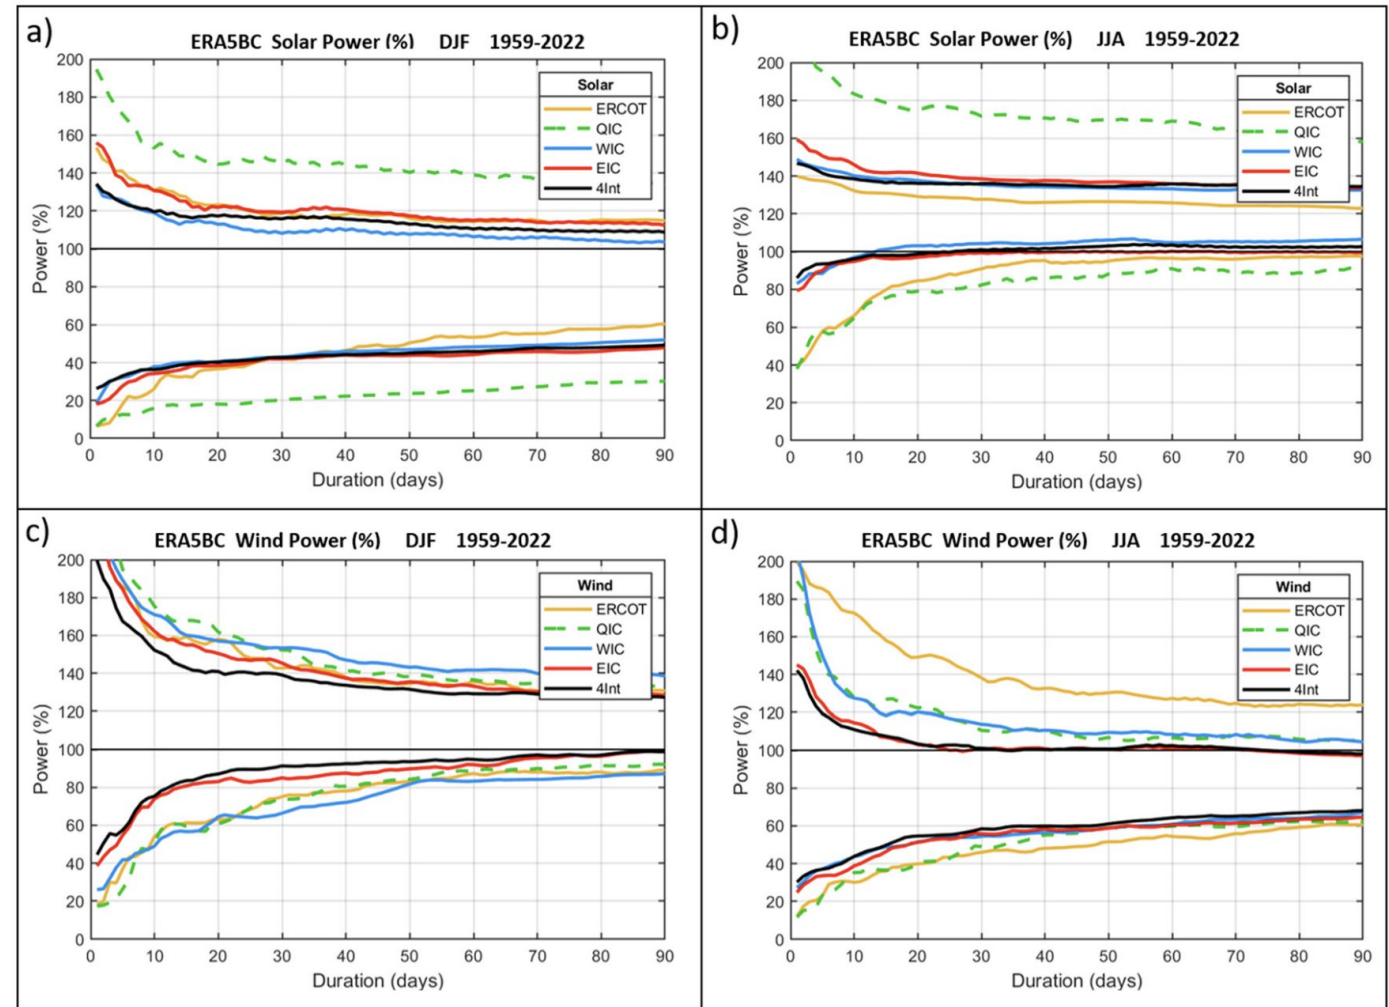 a)
ERA5BC Solar Power (%) DJF 1959-2022
200
180
160
140
120
100
80
60
40
20
0
Power (%)
Solar
ERCOT
QIC
WIC
EIC
4Int
0 10 20 30 40 50 60 70 80 90
Duration (days)
b)
ERA5BC Solar Power (%) JJA 1959-2022
200
180
160
140
120
100
80
60
40
20
0
Power (%)
Solar
ERCOT
QIC
WIC
EIC
4Int
0 10 20 30 40 50 60 70 80 90
Duration (days)
c)
ERA5BC Wind Power (%) DJF 1959-2022
200
180
160
140
120
100
80
60
40
20
0
Power (%)
Wind
ERCOT
QIC
WIC
EIC
4Int
0 10 20 30 40 50 60 70 80 90
Duration (days)
d)
ERA5BC Wind Power (%) JJA 1959-2022
200
180
160
140
120
100
80
60
40
20
0
Power (%)
Wind
ERCOT
QIC
WIC
EIC
4Int
0 10 20 30 40 50 60 70 80 90
Duration (days)